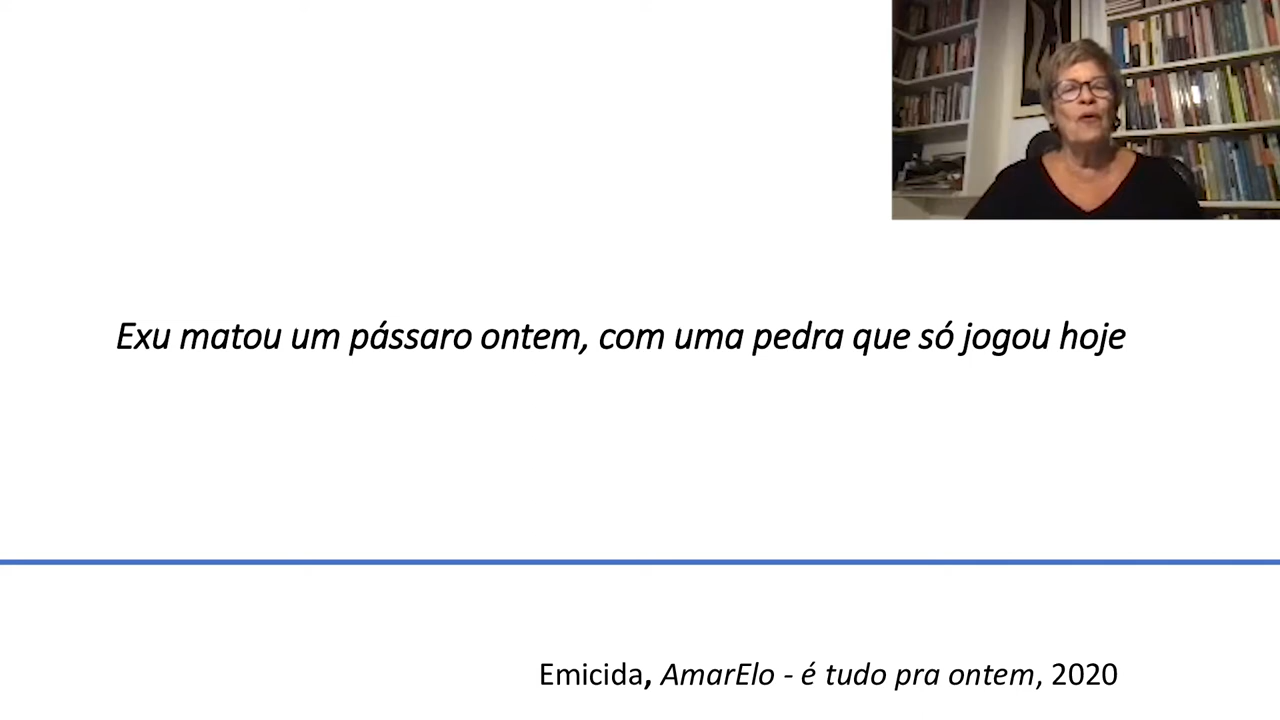 Exu matou um pássaro ontem, com uma pedra que só jogou hoje
Emicida, AmarElo - é tudo pra ontem, 2020